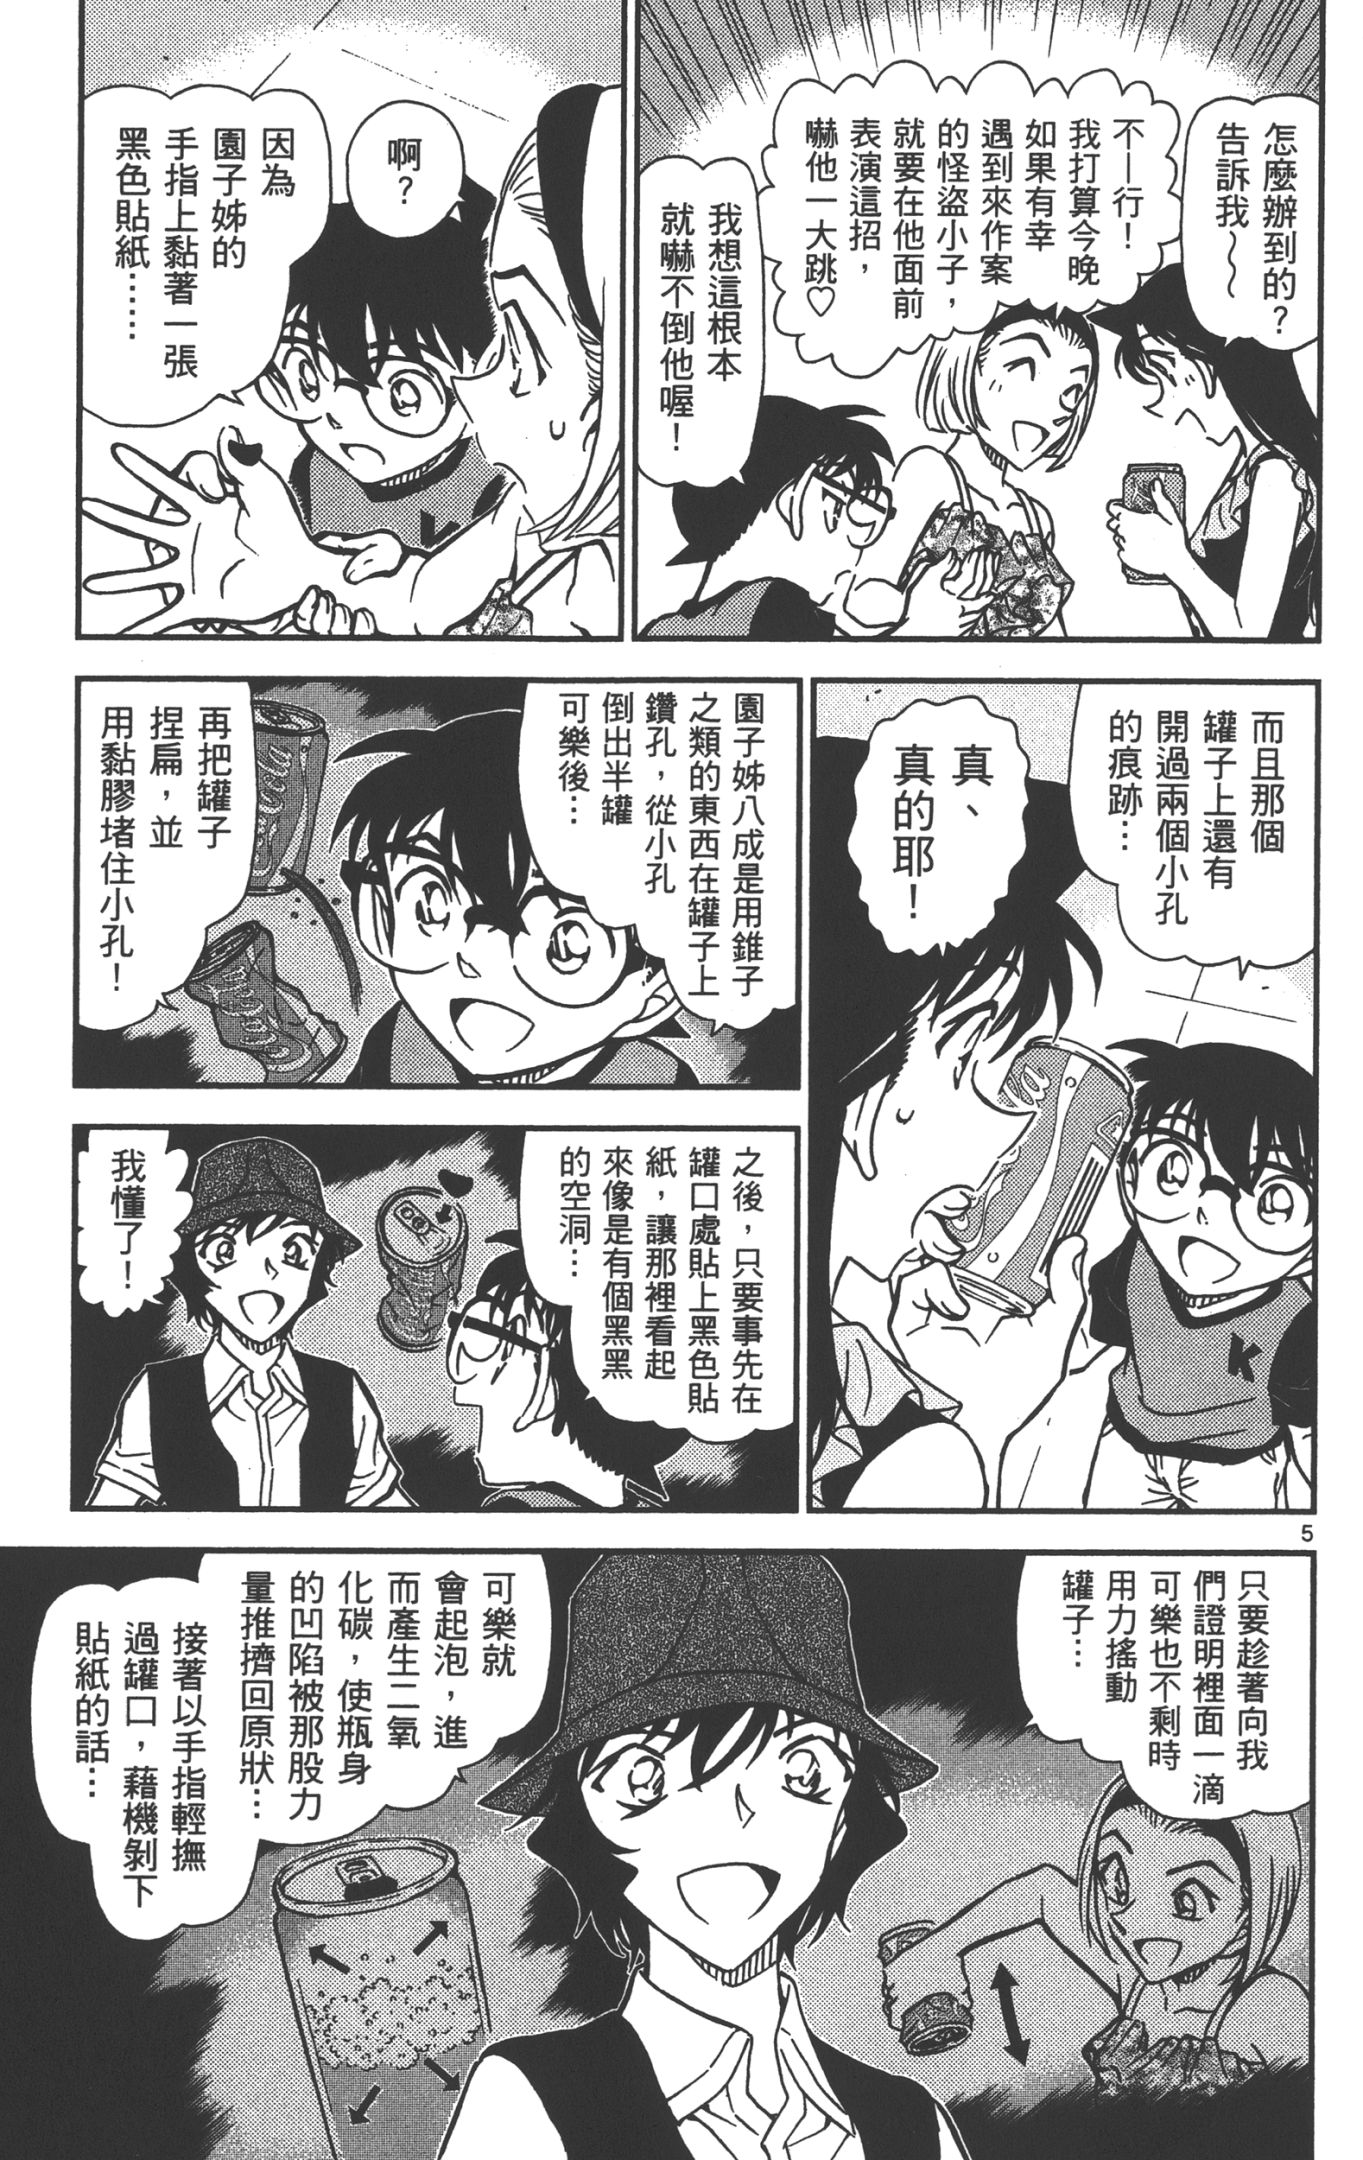 怎麼辦到的?
告訴我～
不—行!
我打算今晚
如果有幸
遇到來作案
的怪盜小子，
就要在他面前
表演這招，
嚇他一大跳♡
我想這根本
就嚇不倒他喔!
啊?
因為
園子姊的
手指上黏著一張
黑色貼紙……
K
而且那個
罐子上還有
開過兩個小孔
的痕跡…
真、
真的耶!
K
園子姊八成是用錐子
之類的東西在罐子上
鑽孔，從小孔
倒出半罐
可樂後…
再把罐子
捏扁，並
用黏膠堵住小孔!
之後，只要事先在
罐口處貼上黑色貼
紙，讓那裡看起
來像是有個黑黑
的空洞…
我懂了!
5
只要趁著向我
們證明裡面一滴
可樂也不剩時
用力搖動
罐子…
可樂就
會起泡，進
而產生二氧
化碳，使瓶身
的凹陷被那股力
量推擠回原狀…
接著以手指輕撫
過罐口，藉機剝下
貼紙的話…